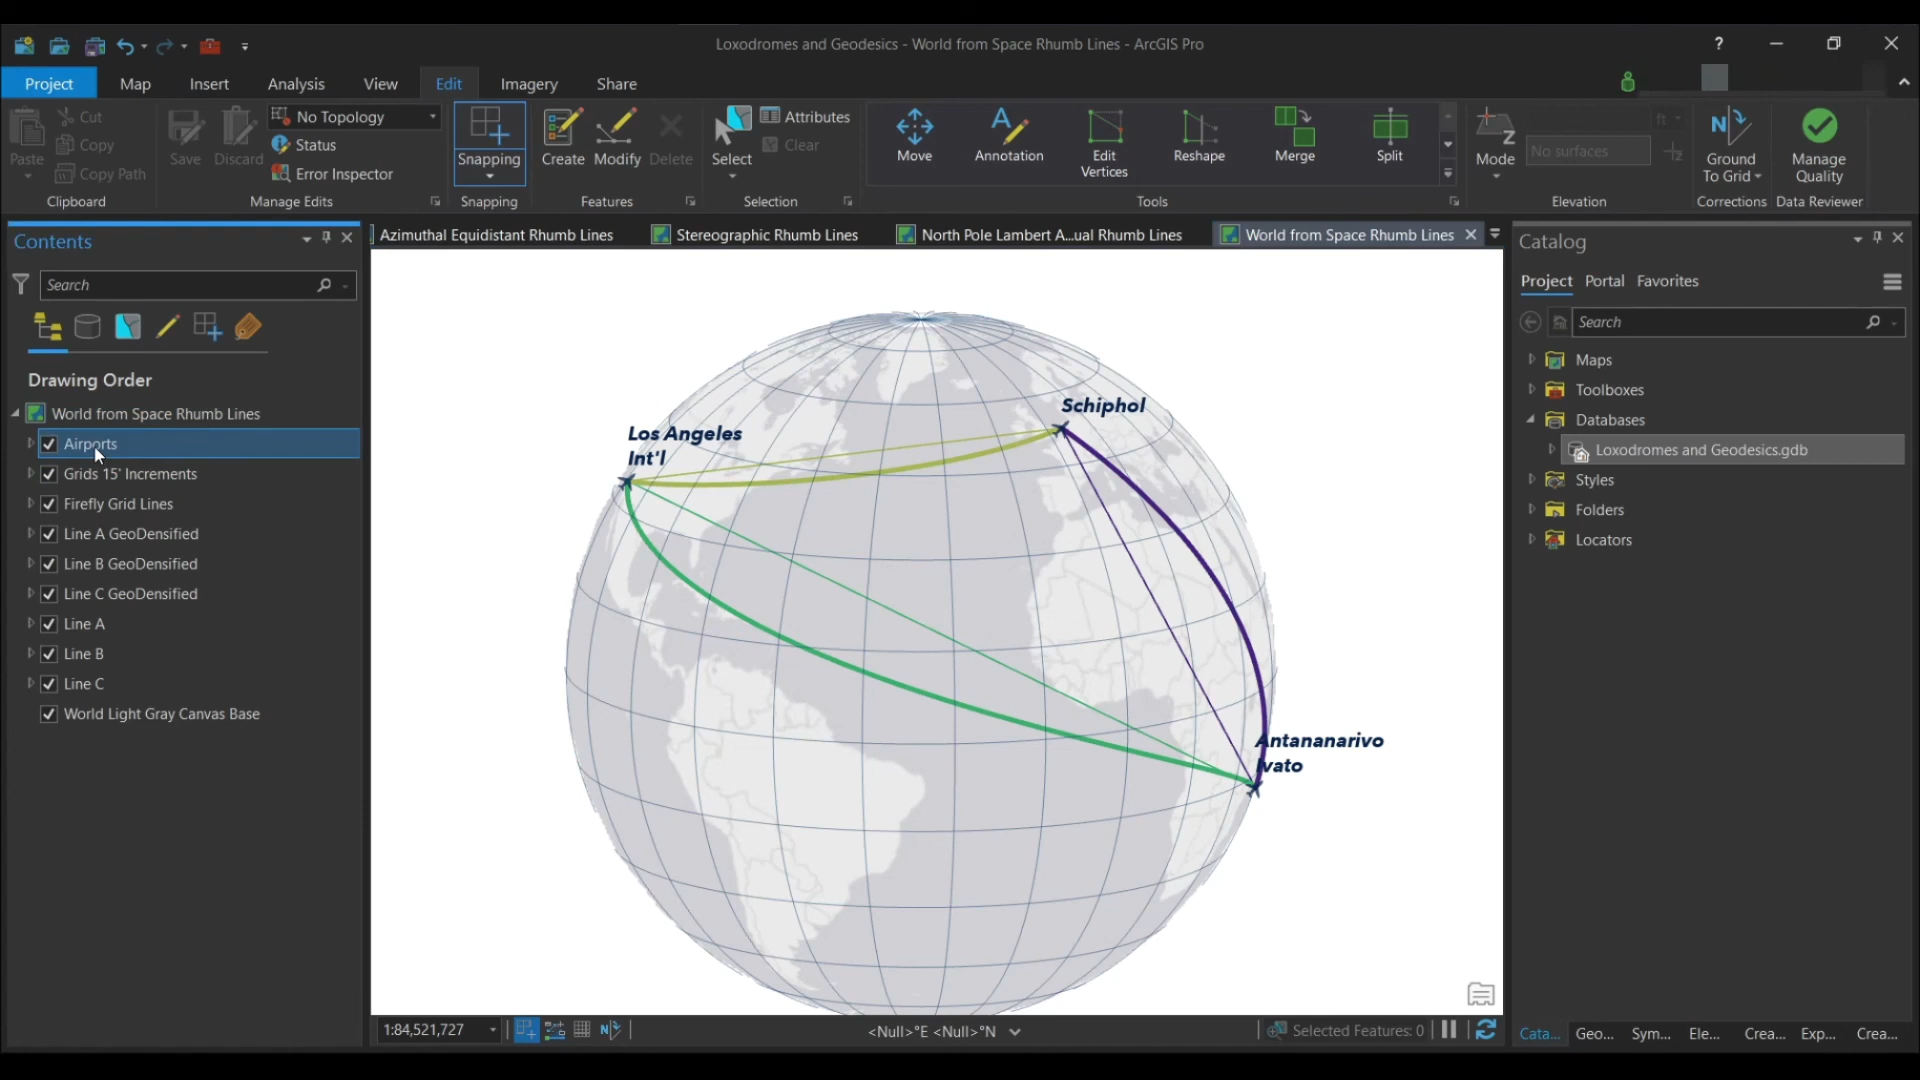 Loxodromes and Geodesics - World from Space Rhumb Lines - ArcGIS Pro
?
Project Map Insert Analysis View Edit Imagery Share
Paste
Cut
Copy
Copy Path
Clipboard
Save
Discard
No Topology
Status
Error Inspector
Manage Edits
Snapping
Snapping
Create
Modify
Delete
Features
Select
Attributes
Clear
Selection
Move
Annotation
Edit
Vertices
Reshape
Merge
Split
Tools
Mode
ft
No surfaces
Elevation
Ground
To Grid
Corrections
Manage
Quality
Data Reviewer
Contents
Search
Drawing Order
World from Space Rhumb Lines
Airports
Grids 15' Increments
Firefly Grid Lines
Line A GeoDensified
Line B GeoDensified
Line C GeoDensified
Line A
Line B
Line C
World Light Gray Canvas Base
Azimuthal Equidistant Rhumb Lines
Stereographic Rhumb Lines
North Pole Lambert A...ual Rhumb Lines
World from Space Rhumb Lines
Schiphol
Los Angeles
Int'l
Antananarivo
Ivato
1:84,521,727
<Null>°E <Null>°N
Selected Features: 0
Catalog
Project Portal Favorites
Search
Maps
Toolboxes
Databases
Loxodromes and Geodesics.gdb
Styles
Folders
Locators
Cata... Geo... Sym... Ele... Crea... Exp... Crea...